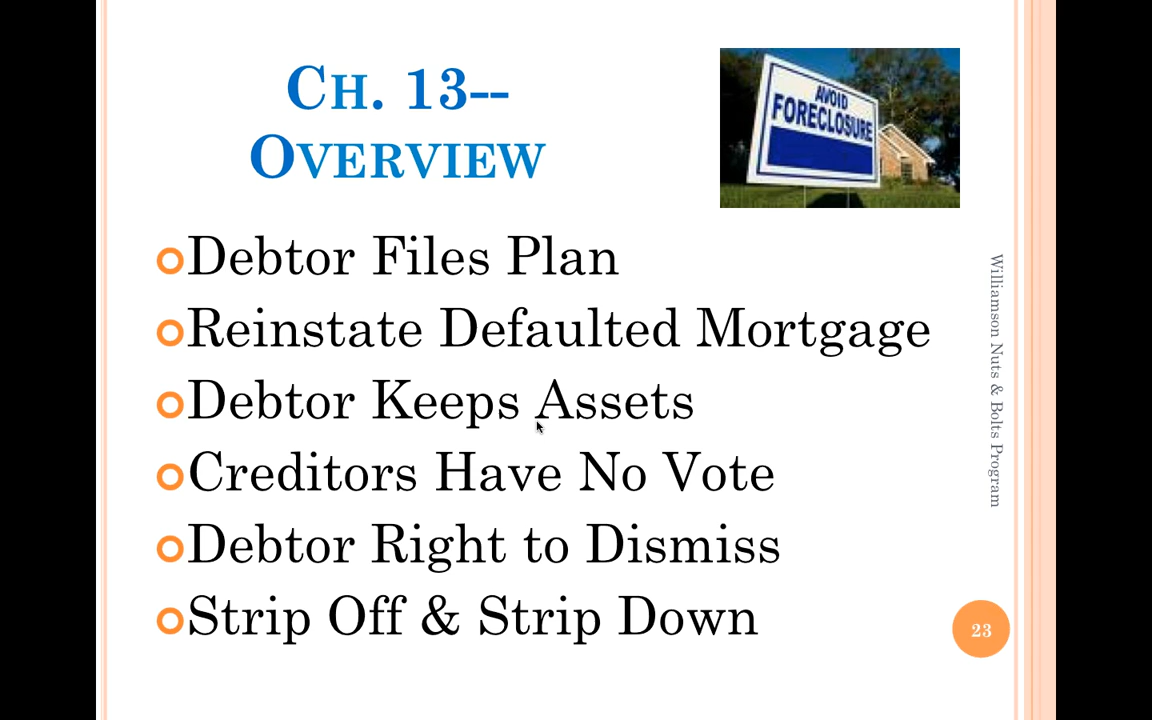 CH. 13--
OVERVIEW
AVOID
FORECLOSURE
Debtor Files Plan
Reinstate Defaulted Mortgage
Debtor Keeps Assets
Creditors Have No Vote
Debtor Right to Dismiss
Strip Off & Strip Down
Williamson Nuts & Bolts Program
23